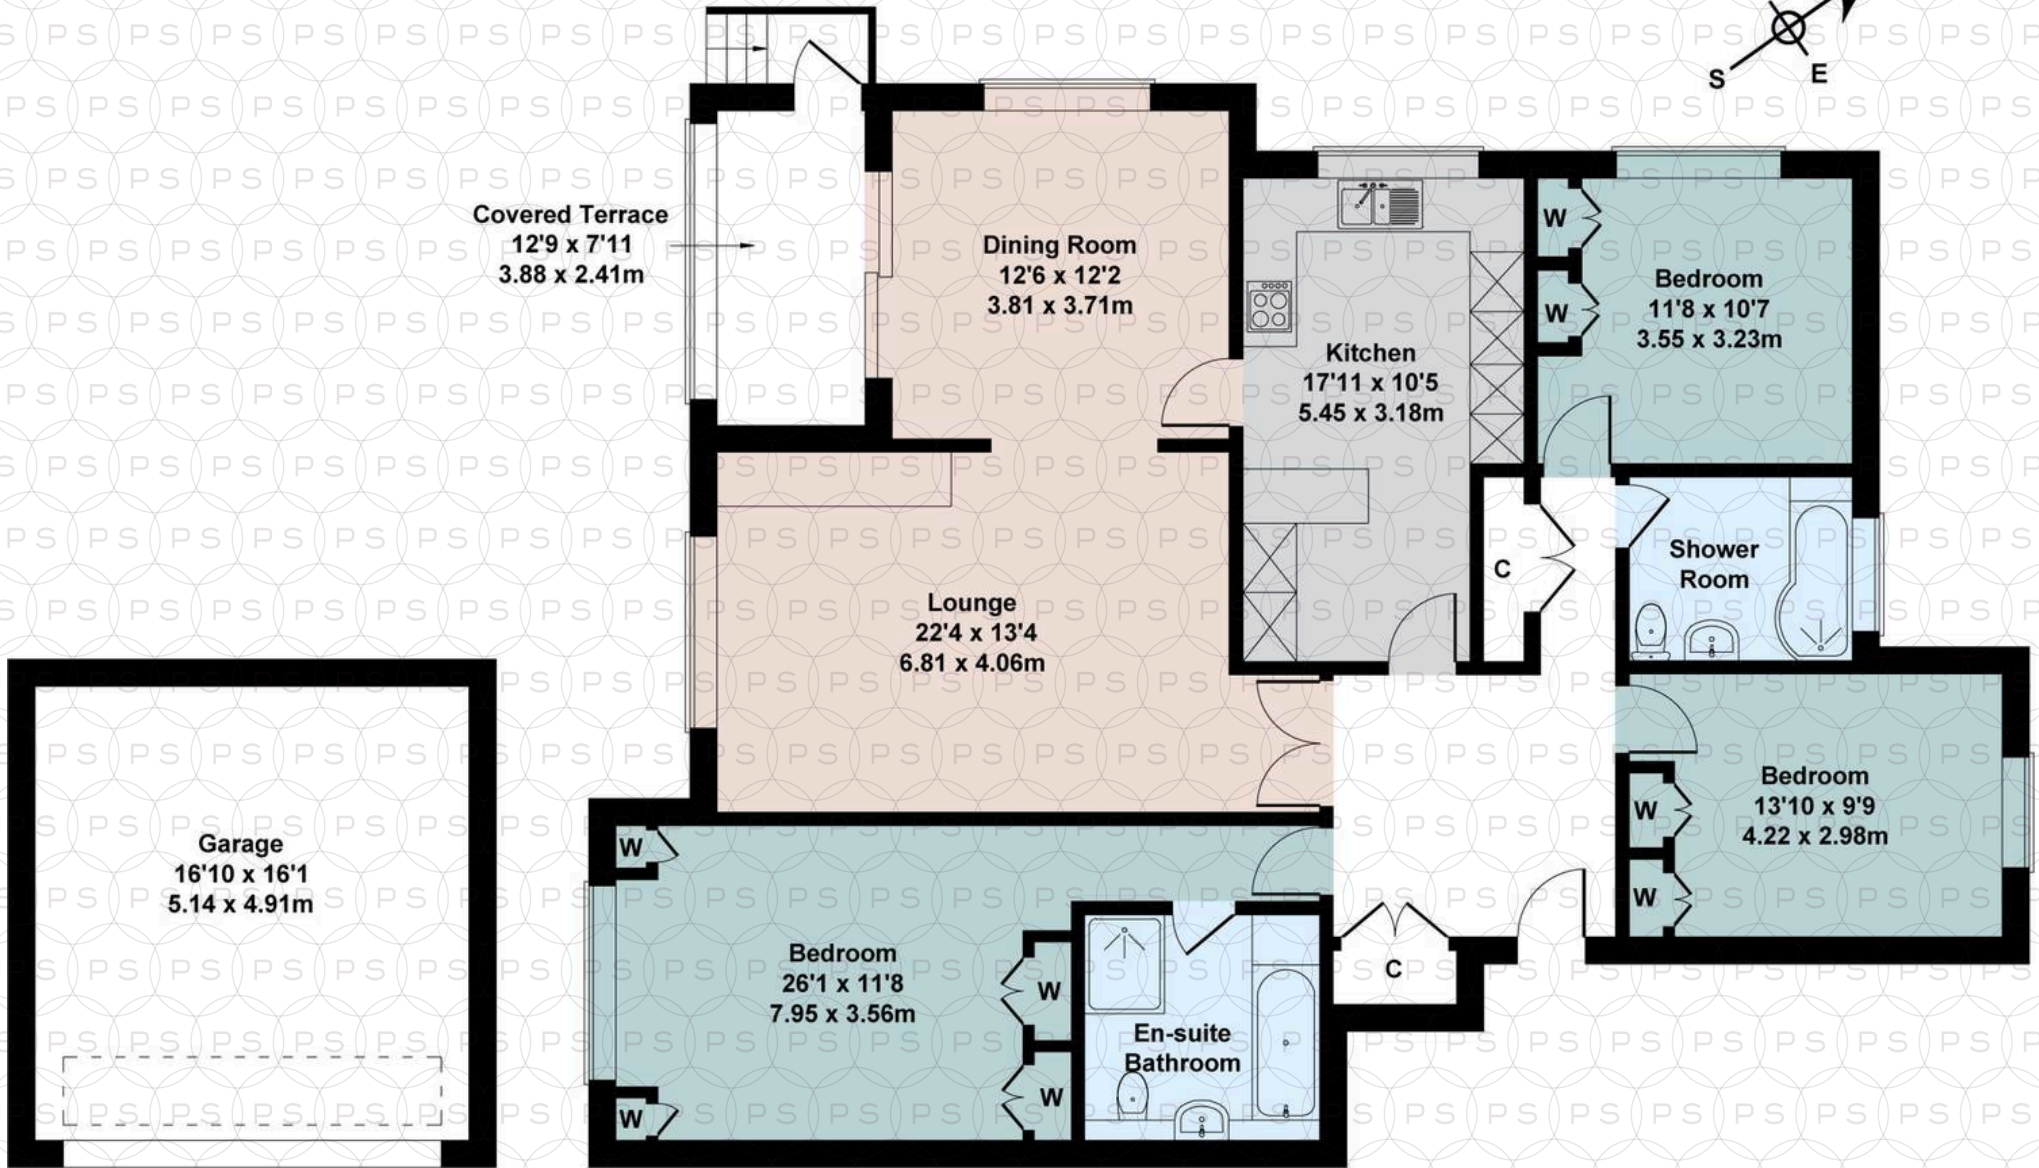 S
E
Covered Terrace
12'9 x 7'11
3.88 x 2.41m
Dining Room
12'6 x 12'2
3.81 x 3.71m
Kitchen
17'11 x 10'5
5.45 x 3.18m
W
W
Bedroom
11'8 x 10'7
3.55 x 3.23m
Lounge
22'4 x 13'4
6.81 x 4.06m
C
Shower
Room
Garage
16'10 x 16'1
5.14 x 4.91m
W
W
Bedroom
13'10 x 9'9
4.22 x 2.98m
W
Bedroom
26'1 x 11'8
7.95 x 3.56m
W
W
W
En-suite
Bathroom
C